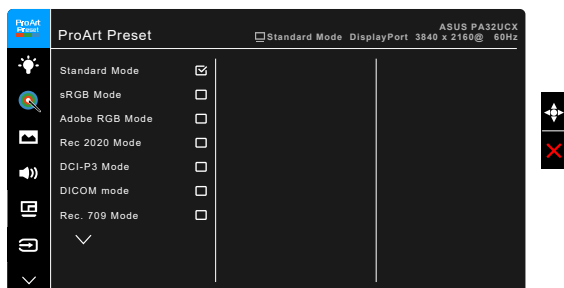 ProArt
Preset
ProArt Preset
ASUS PA32UCX
Standard Mode DisplayPort 3840 x 2160@ 60Hz
Standard Mode
sRGB Mode
Adobe RGB Mode
Rec 2020 Mode
DCI-P3 Mode
DICOM mode
Rec. 709 Mode